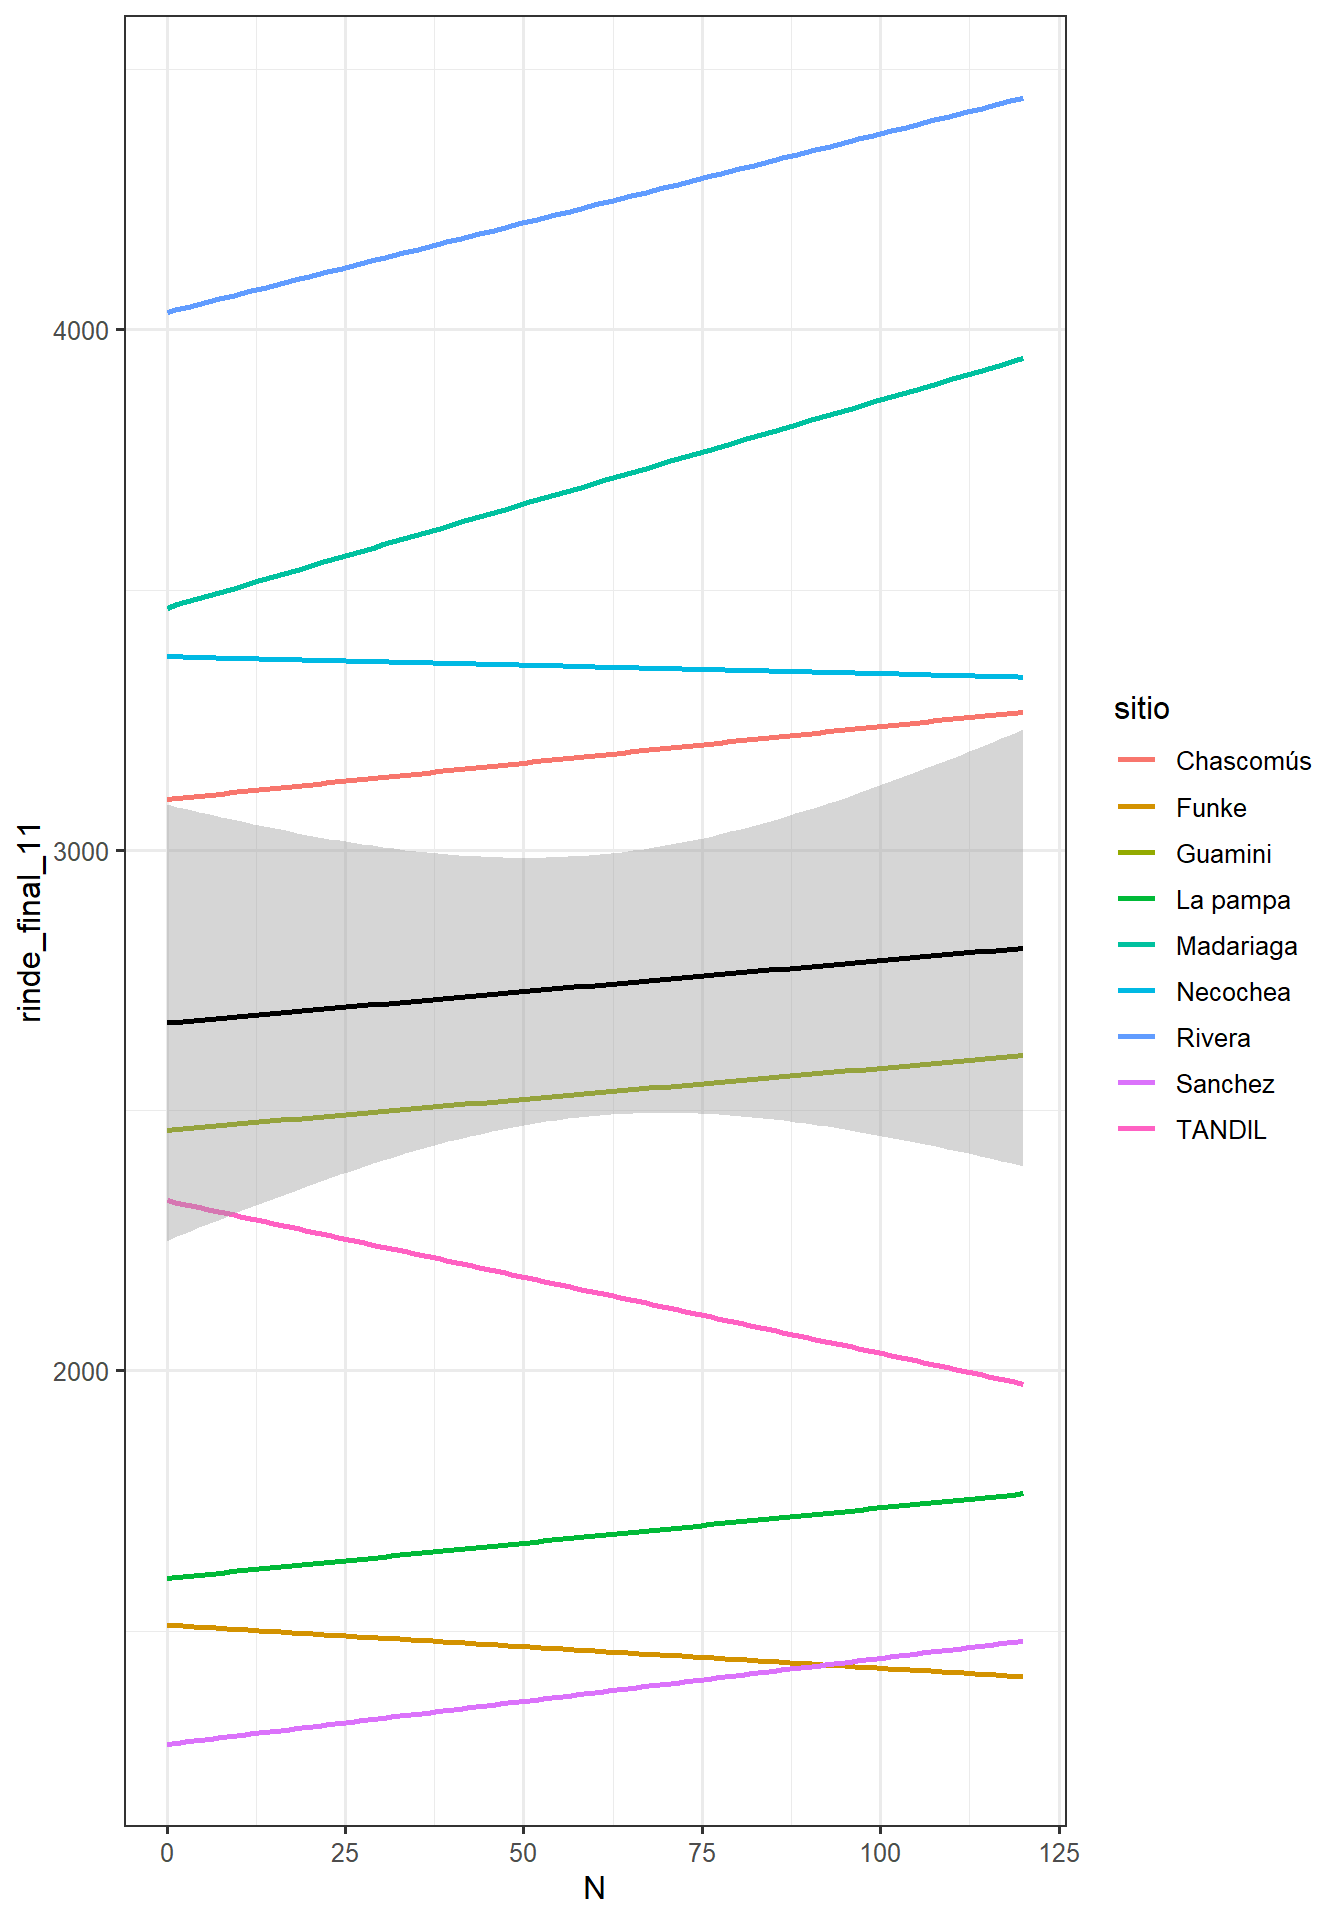 4000
3000
2000
rinde_final_11
0 25 50 75 100 125
N
sitio
Chascomús
Funke
Guamini
La pampa
Madariaga
Necochea
Rivera
Sanchez
TANDIL